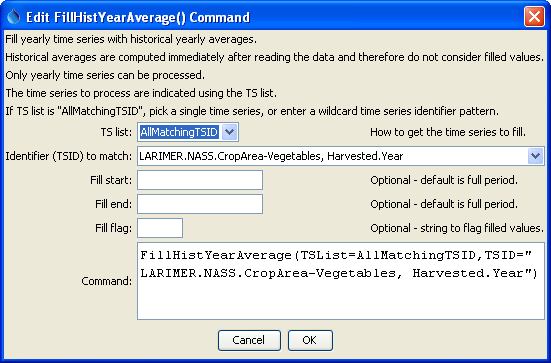 Edit FillHistYearAverage() Command
Fill yearly time series with historical yearly averages.
Historical averages are computed immediately after reading the data and therefore do not consider filled values.
Only yearly time series can be processed.
The time series to process are indicated using the TS list.
If TS list is "AllMatchingTSID", pick a single time series, or enter a wildcard time series identifier pattern.
TS list: AllMatchingTSID How to get the time series to fill.
Identifier (TSID) to match: LARIMER.NASS.CropArea-Vegetables, Harvested.Year
Fill start: Optional - default is full period.
Fill end: Optional - default is full period.
Fill flag: Optional - string to flag filled values.
Command: FillHistYearAverage(TSList=AllMatchingTSID,TSID="
LARIMER.NASS.CropArea-Vegetables, Harvested.Year")
Cancel OK